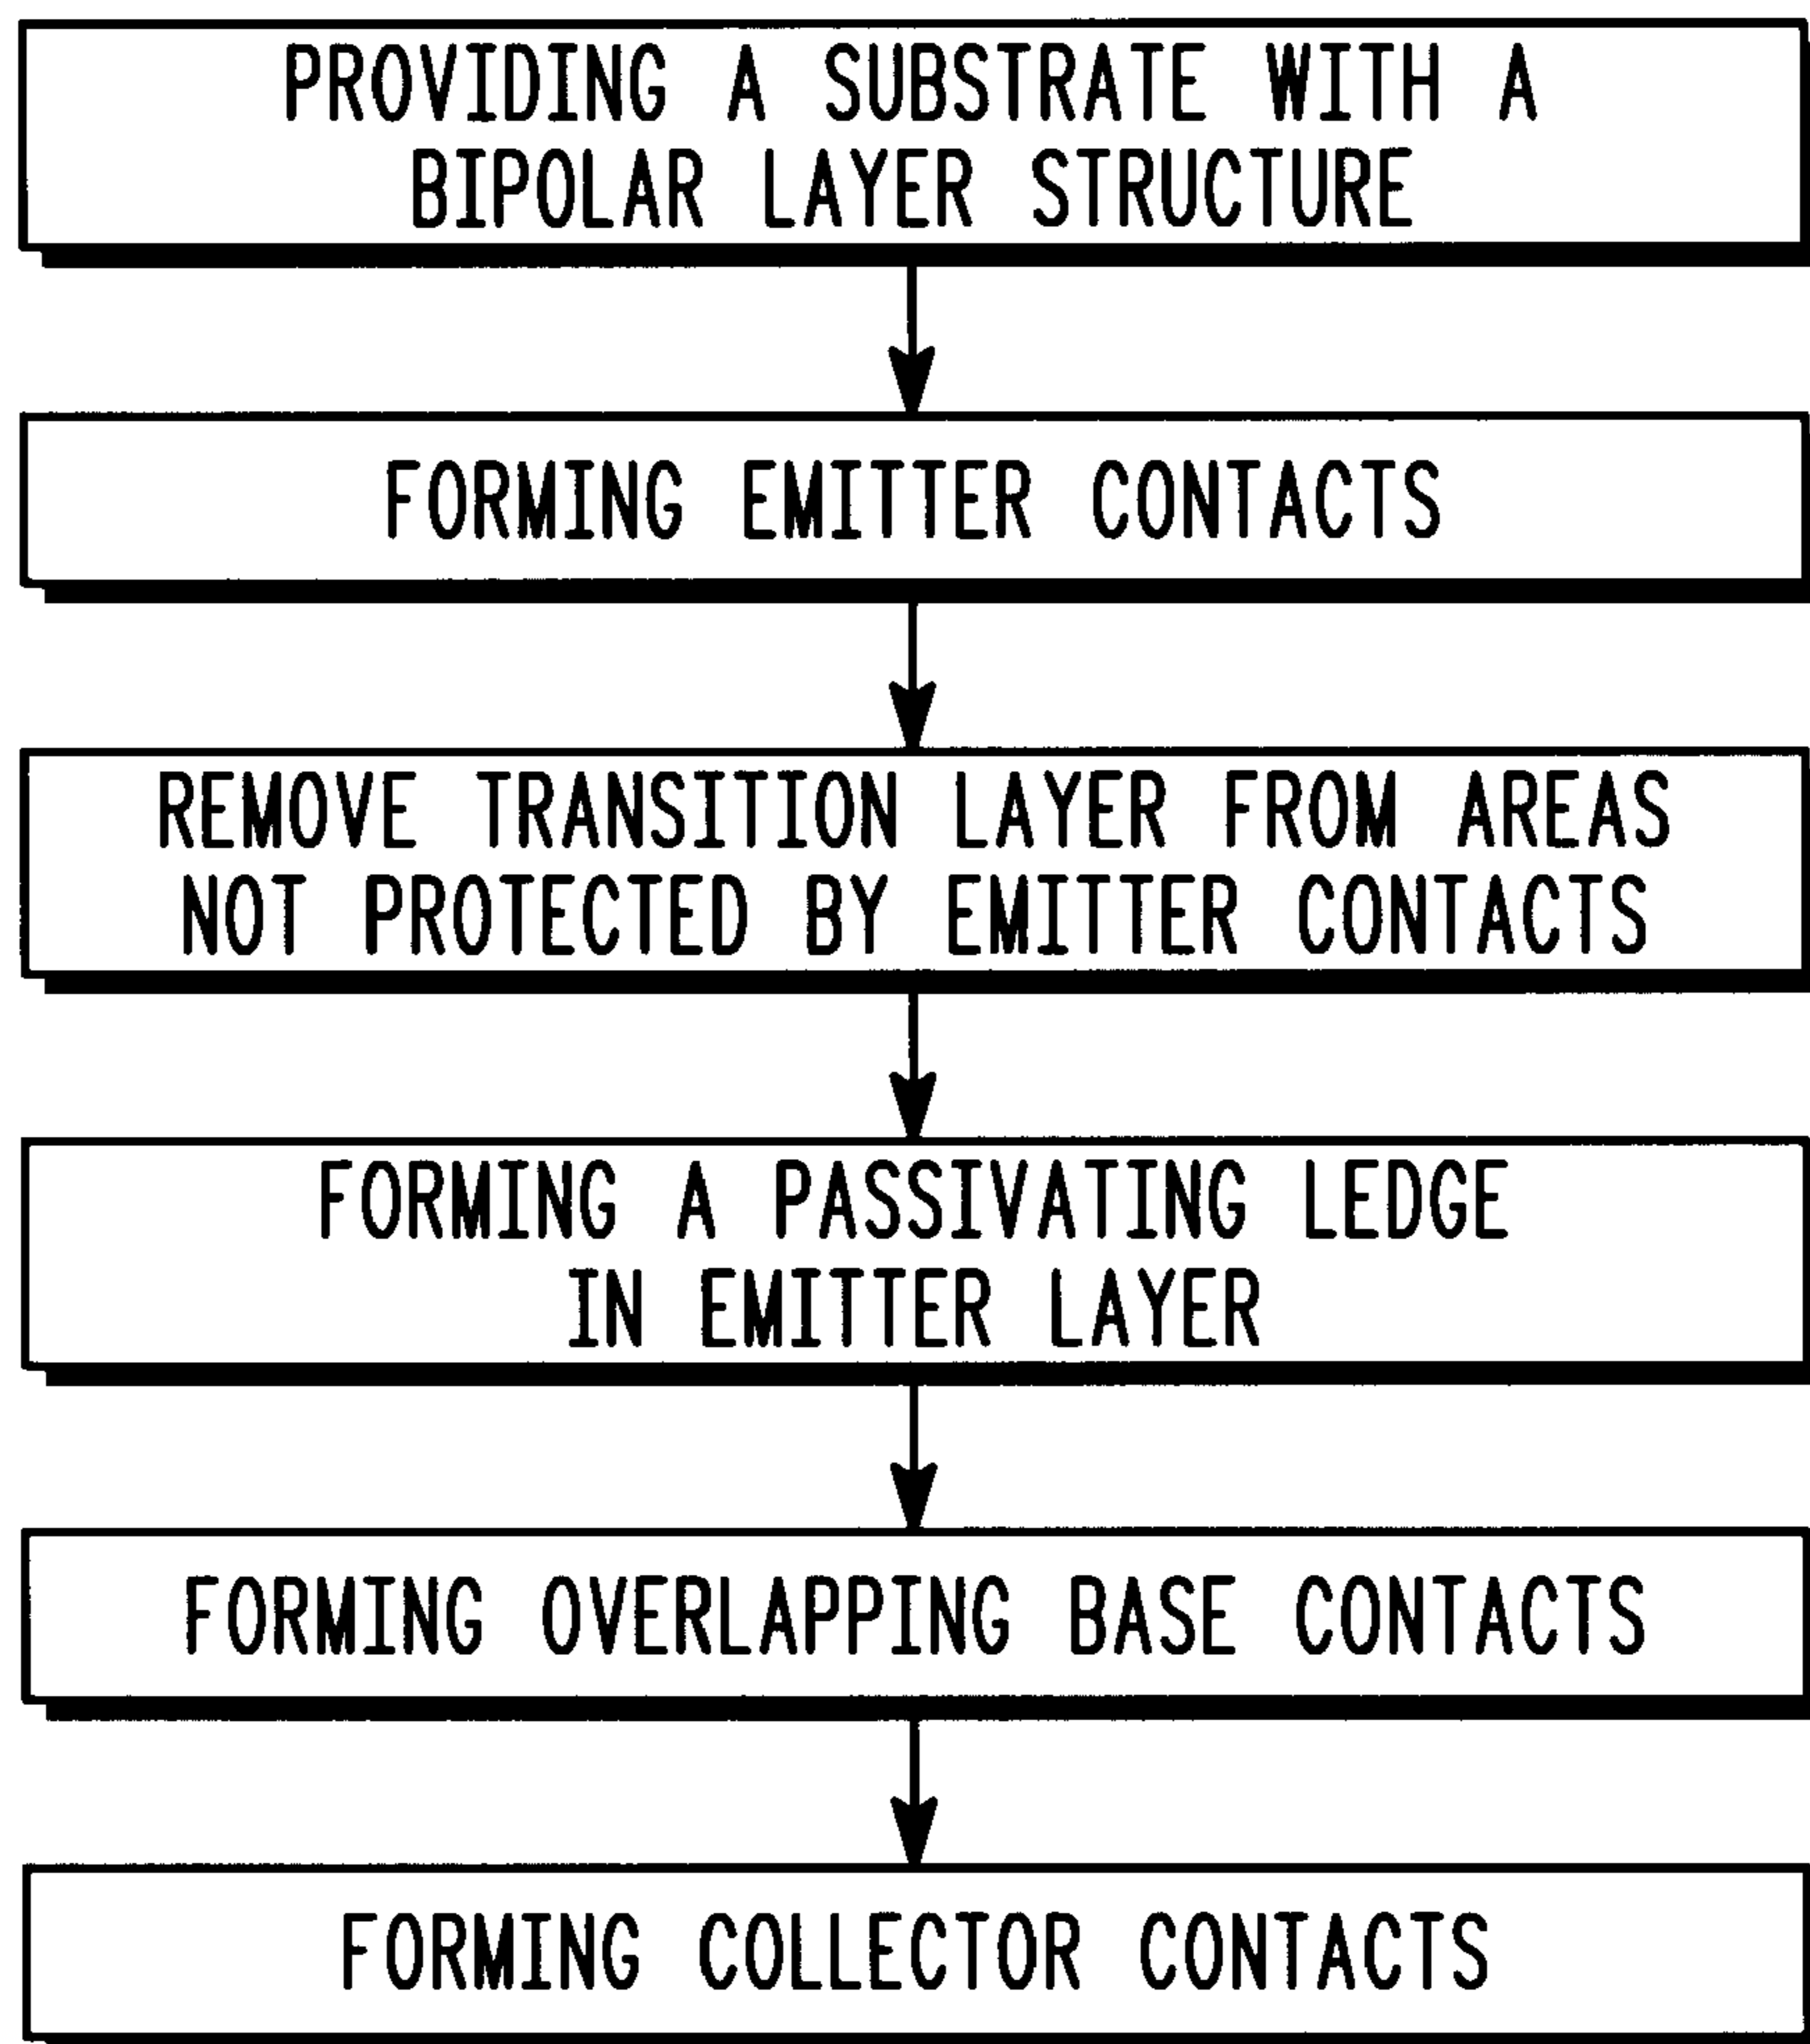 PROVIDING A SUBSTRATE WITH A
BIPOLAR LAYER STRUCTURE
FORMING EMITTER CONTACTS
REMOVE TRANSITION LAYER FROM AREAS
NOT PROTECTED BY EMITTER CONTACTS
FORMING A PASSIVATING LEDGE
IN EMITTER LAYER
FORMING OVERLAPPING BASE CONTACTS
FORMING COLLECTOR CONTACTS